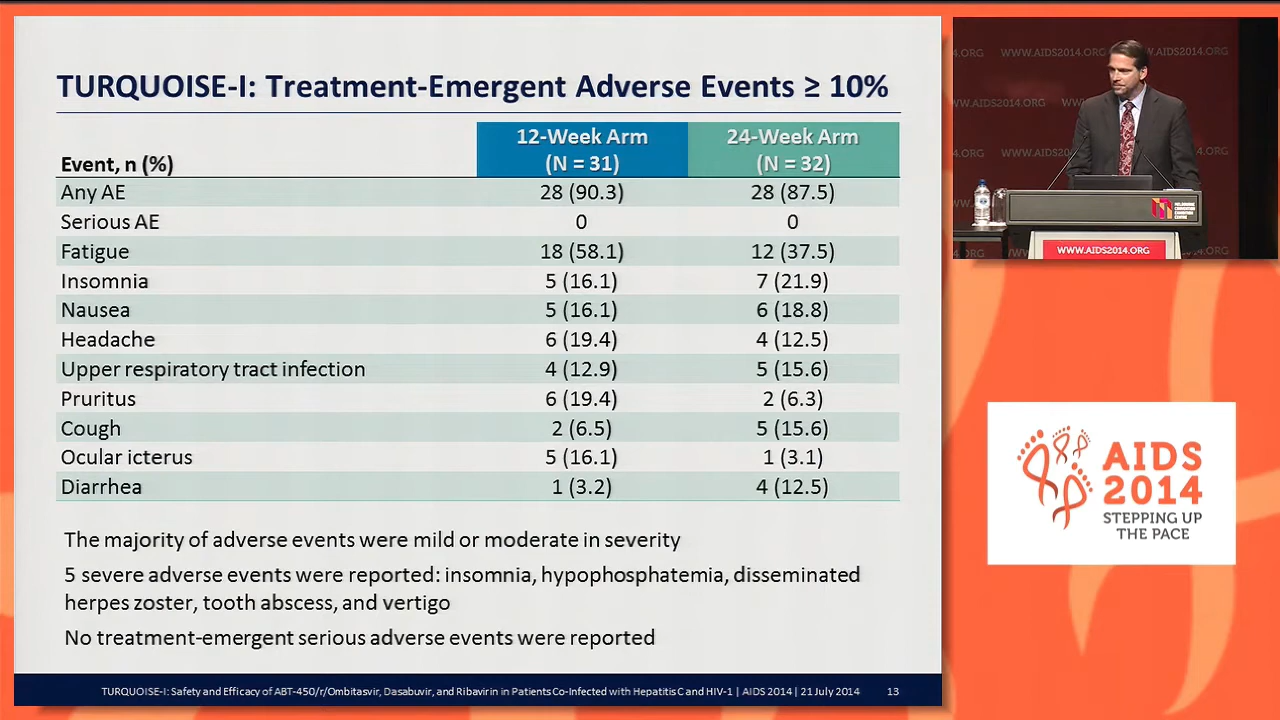 TURQUOISE-I: Treatment-Emergent Adverse Events ≥ 10%
Event, n (%) 12-Week Arm (N = 31) 24-Week Arm (N = 32)
Any AE 28 (90.3) 28 (87.5)
Serious AE 0 0
Fatigue 18 (58.1) 12 (37.5)
Insomnia 5 (16.1) 7 (21.9)
Nausea 5 (16.1) 6 (18.8)
Headache 6 (19.4) 4 (12.5)
Upper respiratory tract infection 4 (12.9) 5 (15.6)
Pruritus 6 (19.4) 2 (6.3)
Cough 2 (6.5) 5 (15.6)
Ocular icterus 5 (16.1) 1 (3.1)
Diarrhea 1 (3.2) 4 (12.5)
The majority of adverse events were mild or moderate in severity
5 severe adverse events were reported: insomnia, hypophosphatemia, disseminated
herpes zoster, tooth abscess, and vertigo
No treatment-emergent serious adverse events were reported
TURQUOISE-I: Safety and Efficacy of ABT-450/r/Ombitasvir, Dasabuvir, and Ribavirin in Patients Co-Infected with Hepatitis C and HIV-1 | AIDS 2014 | 21 July 2014 13
WWW.AIDS2014.ORG
WWW.AIDS2014.ORG
AIDS
2014
STEPPING UP
THE PACE